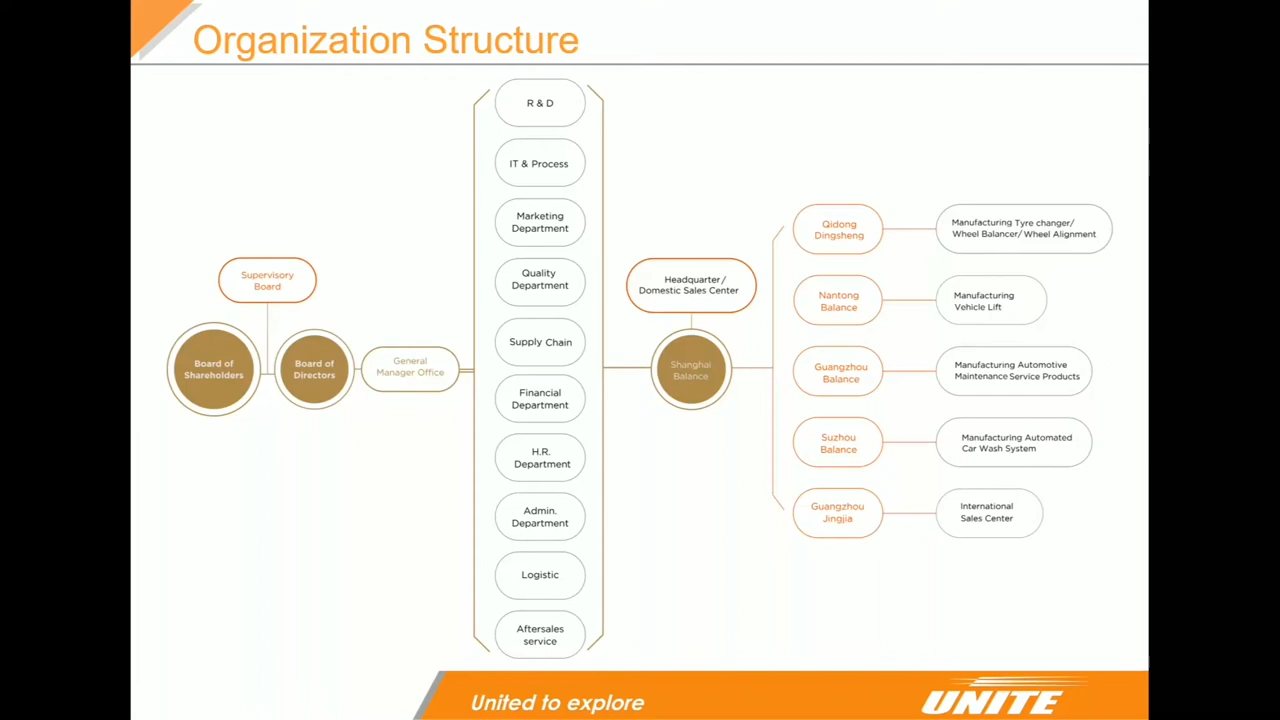 Organization Structure
Supervisory
Board
Board of
Shareholders
Board of
Directors
General
Manager Office
R & D
IT & Process
Marketing
Department
Quality
Department
Supply Chain
Financial
Department
H.R.
Department
Admin.
Department
Logistic
Aftersales
service
Headquarter/
Domestic Sales Center
Shanghai
Balance
Qidong
Dingsheng
Manufacturing Tyre changer/
Wheel Balancer/ Wheel Alignment
Nantong
Balance
Manufacturing
Vehicle Lift
Guangzhou
Balance
Manufacturing Automotive
Maintenance Service Products
Suzhou
Balance
Manufacturing Automated
Car Wash System
Guangzhou
Jingjia
International
Sales Center
United to explore
UNITE